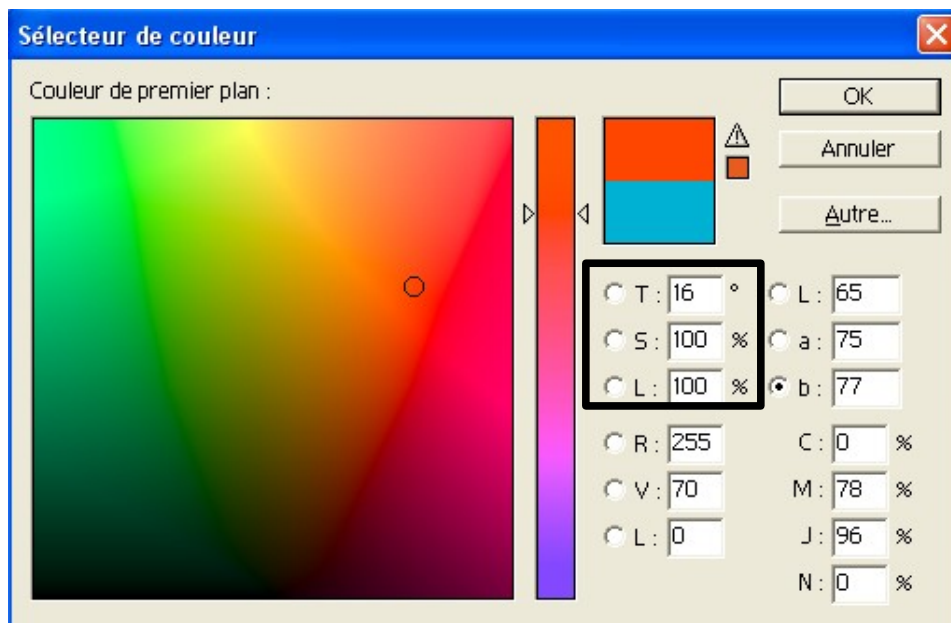 Sélecteur de couleur
Couleur de premier plan :
OK
Annuler
Autre...
T : 16 °
S : 100 %
L : 100 %
R : 255
V : 70
L : 0
L : 65
a : 75
b : 77
C : 0 %
M : 78 %
J : 96 %
N : 0 %